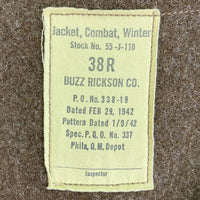 Jacket, Combat, Winter
Stock No. 55-J-110
38R
BUZZ RICKSON CO.
P.O. No. 338-19
Dated FEB 28, 1942
Pattern Dated 1/9/42
Spec. P.Q.D. No. 337
Phila, Q.M. Depot
Inspector